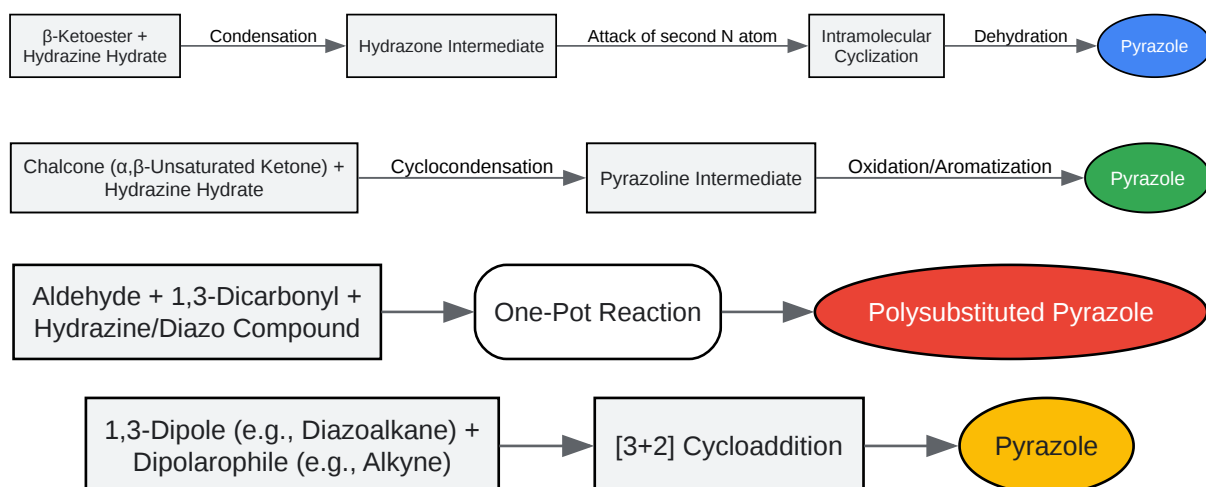 β-Ketoester +
Hydrazine Hydrate
Condensation
Hydrazone Intermediate
Attack of second N atom
Intramolecular
Cyclization
Dehydration
Pyrazole
Chalcone (α,β-Unsaturated Ketone) +
Hydrazine Hydrate
Cyclocondensation
Pyrazoline Intermediate
Oxidation/Aromatization
Pyrazole
Aldehyde + 1,3-Dicarbonyl +
Hydrazine/Diazo Compound
One-Pot Reaction
Polysubstituted Pyrazole
1,3-Dipole (e.g., Diazoalkane) +
Dipolarophile (e.g., Alkyne)
[3+2] Cycloaddition
Pyrazole